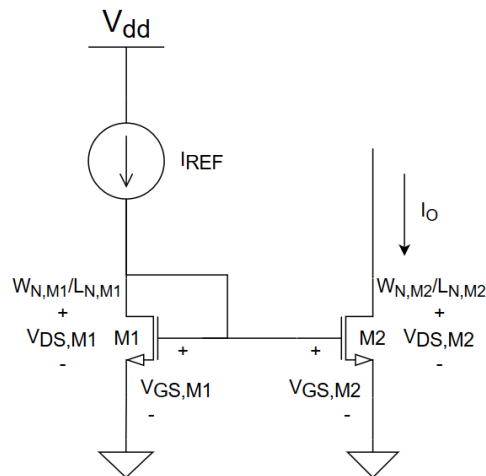 Vdd
IREF
IO
WN,M1/LN,M1
WN,M2/LN,M2
+
+
VDS,M1
M1
M2
VDS,M2
-
+
+
-
VGS,M1
VGS,M2
-
-